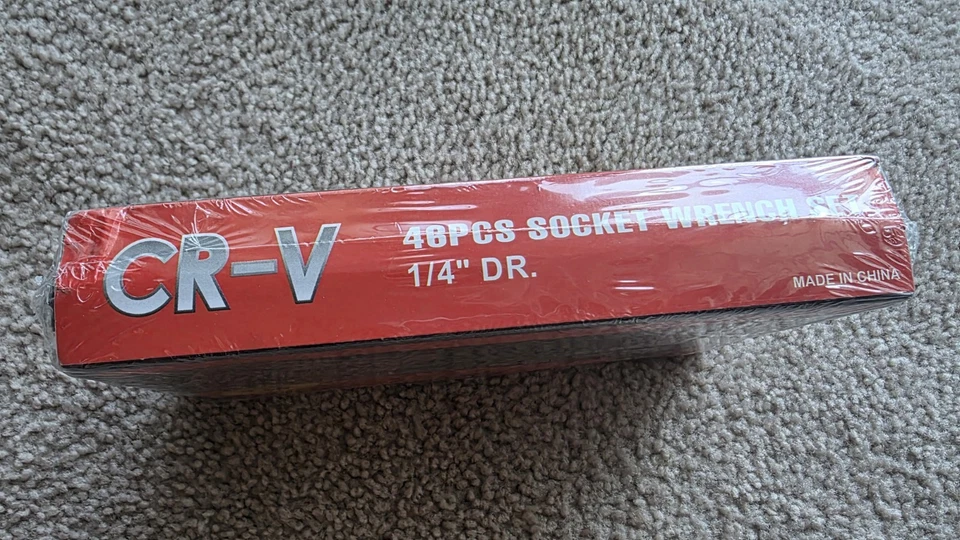 CR-V
46PCS SOCKET WRENCH SET
1/4" DR.
MADE IN CHINA